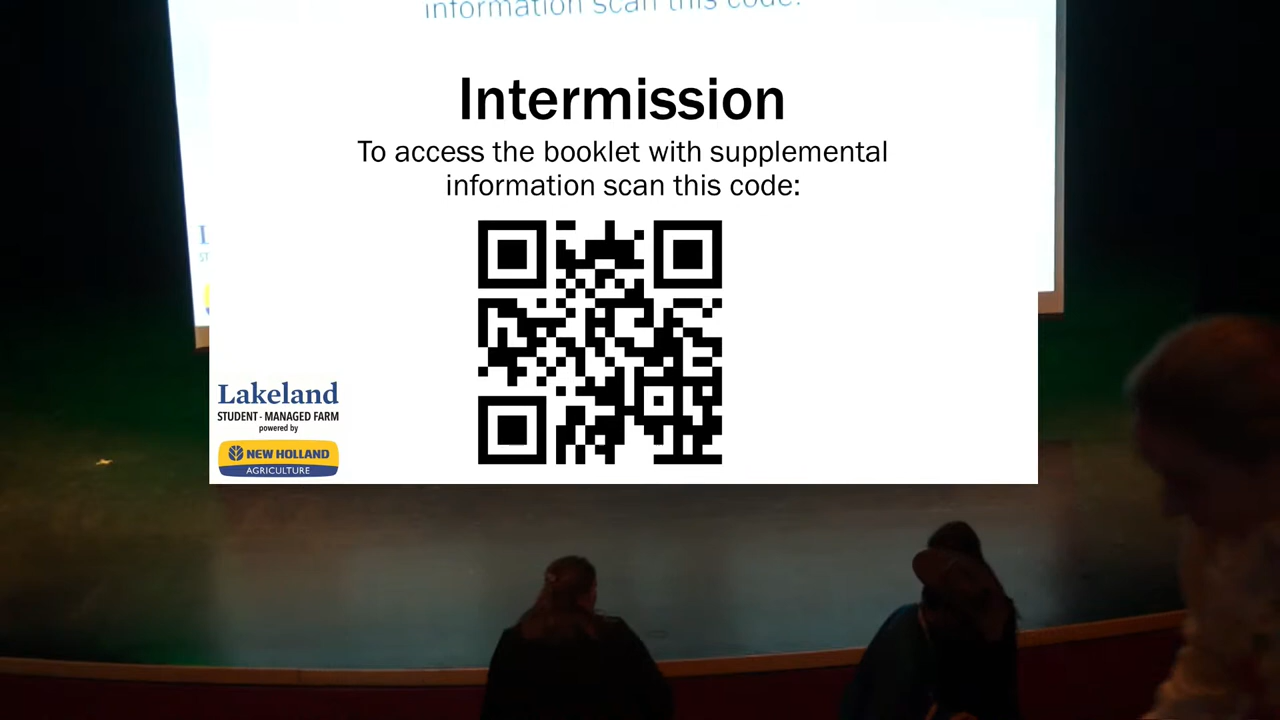 information scan this code:
Intermission
To access the booklet with supplemental
information scan this code:
Lakeland
STUDENT - MANAGED FARM
powered by
NEW HOLLAND
AGRICULTURE